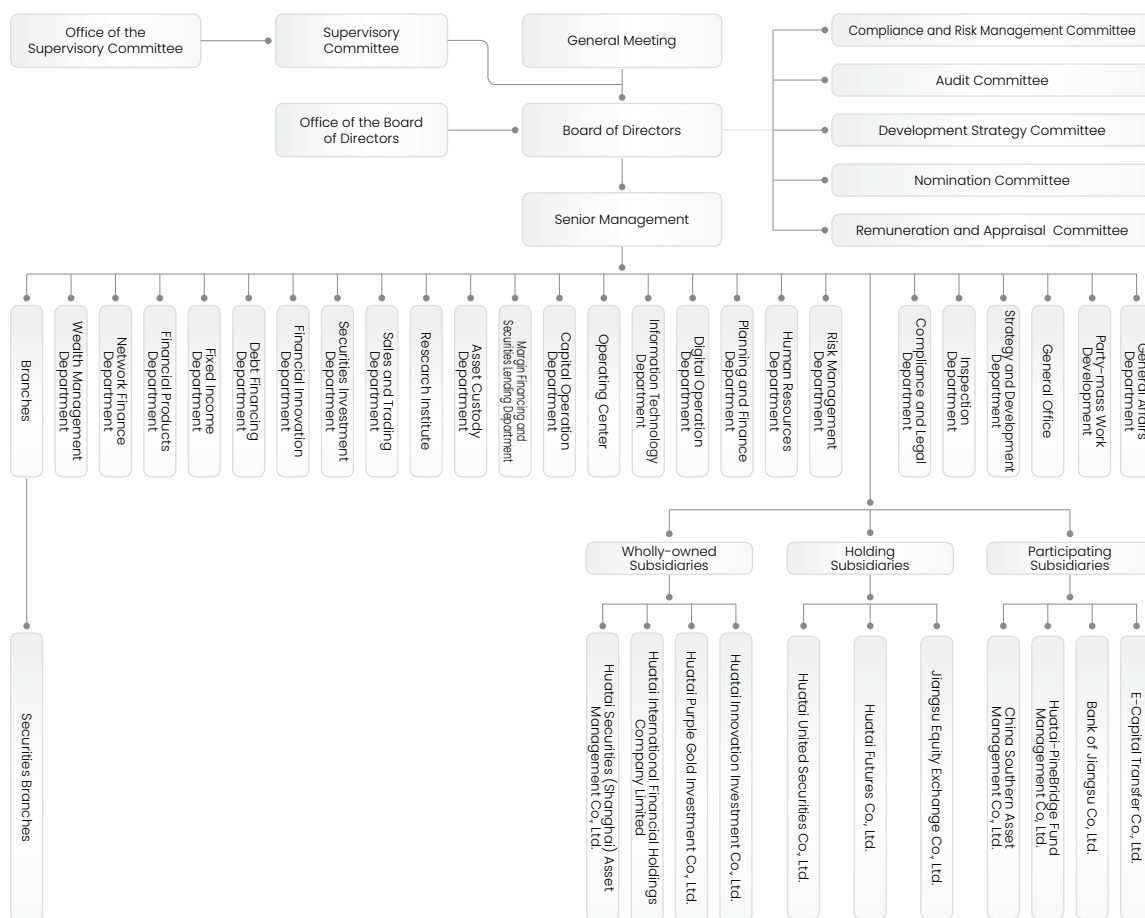 Office of the
Supervisory Committee
Supervisory
Committee
General Meeting
Compliance and Risk Management Committee
Audit Committee
Office of the Board
of Directors
Board of Directors
Development Strategy Committee
Nomination Committee
Senior Management
Remuneration and Appraisal Committee
Branches
Wealth Management
Department
Network Finance
Department
Financial Products
Department
Fixed Income
Department
Debt Financing
Department
Financial Innovation
Department
Securities Investment
Department
Sales and Trading
Department
Rescarch Institute
Asset Custody
Department
Margin Financing and
Securities Lending Department
Capital Operation
Department
Operating Center
Information Technology
Department
Digital Operation
Department
Planning and Finance
Department
Human Resources
Department
Risk Management
Department
Compliance and Legal
Department
Inspection
Department
Strategy and Development
Department
General Office
Party-mass Work
Development
General Affairs
Department
Wholly-owned
Subsidiaries
Holding
Subsidiaries
Participating
Subsidiaries
Securities Branches
Huatai Securities (Shanghai) Asset
Management Co., Ltd.
Huatai International Financial Holdings
Company Limited
Huatai Purple Gold Investment Co., Ltd.
Huatai Innovation Investment Co., Ltd.
Huatai United Securities Co., Ltd.
Huatai Futures Co., Ltd.
Jiangsu Equity Exchange Co., Ltd.
China Southern Asset
Management Co., Ltd.
Huatai-PineBridge Fund
Management Co., Ltd.
Bank of Jiangsu Co, Ltd.
E-Capital Transfer Co., Ltd.